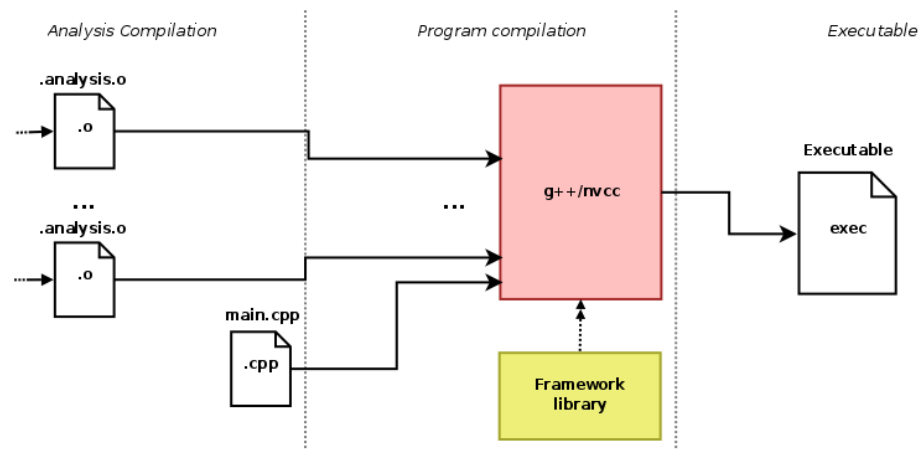 Analysis Compilation
Program compilation
Executable
.analysis.o
.o
...
...
.analysis.o
.o
main.cpp
.cpp
g++/nvcc
Framework
library
Executable
exec